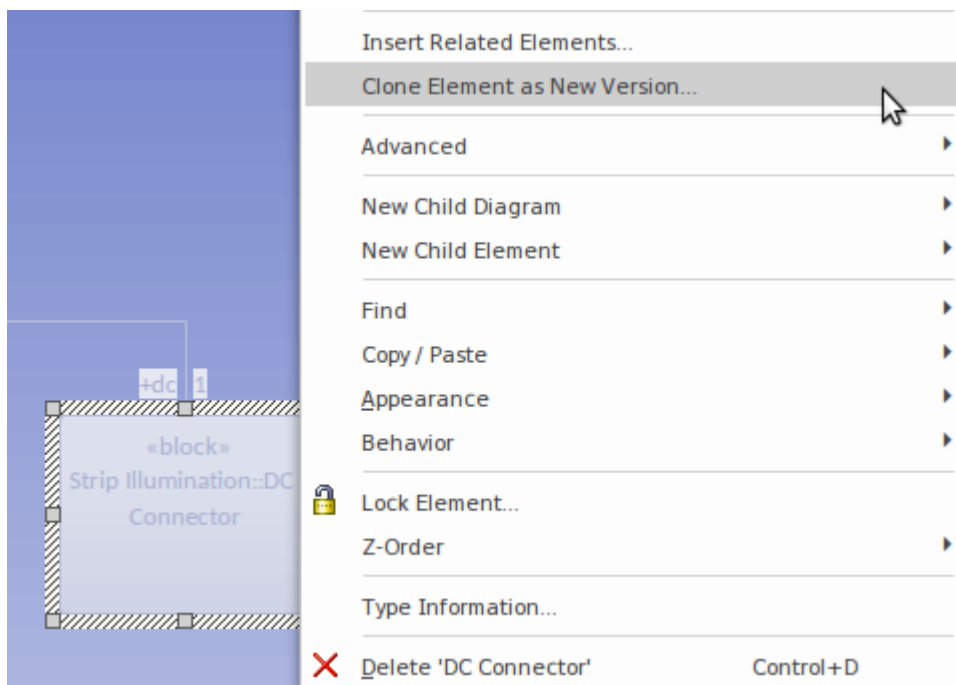 Insert Related Elements...
Clone Element as New Version...
Advanced
New Child Diagram
New Child Element
Find
Copy / Paste
Appearance
Behavior
Lock Element...
Z-Order
Type Information...
Delete 'DC Connector' Control+D
+dc 1
«block»
Strip Illumination::DC
Connector